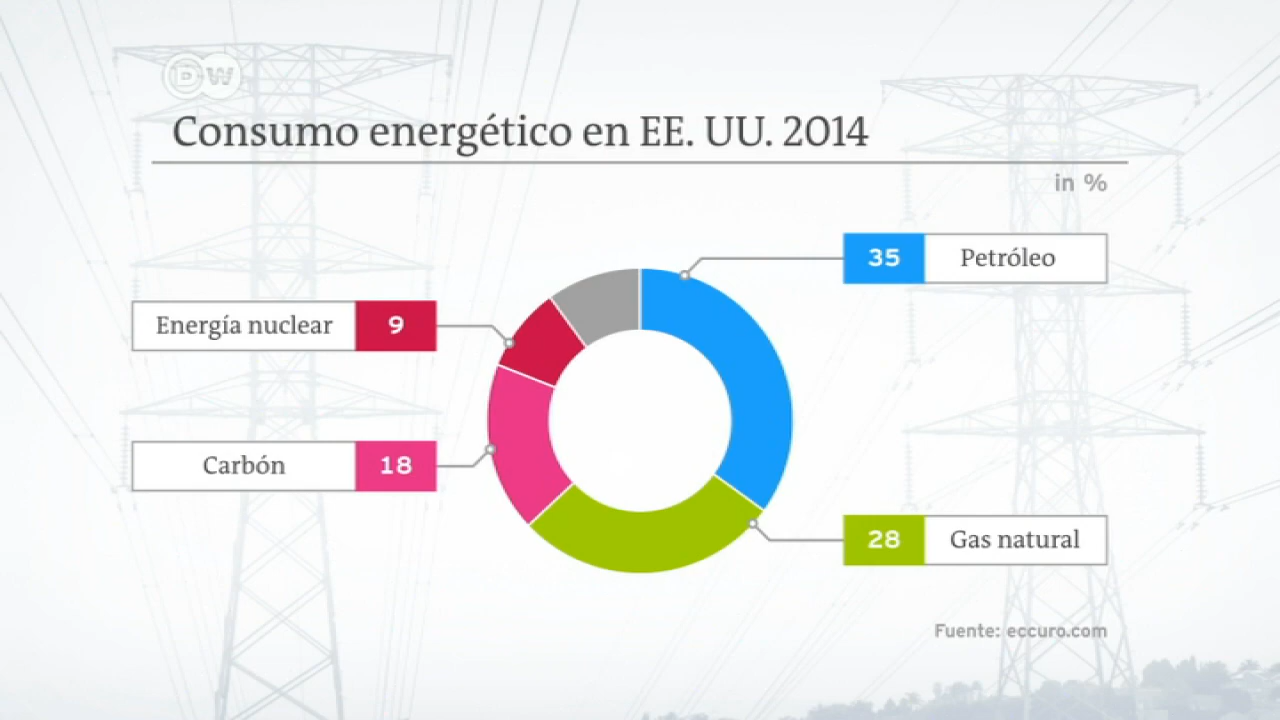 DW
Consumo energético en EE. UU. 2014
in %
35 Petróleo
Energía nuclear 9
Carbón 18
28 Gas natural
Fuente: eccuro.com